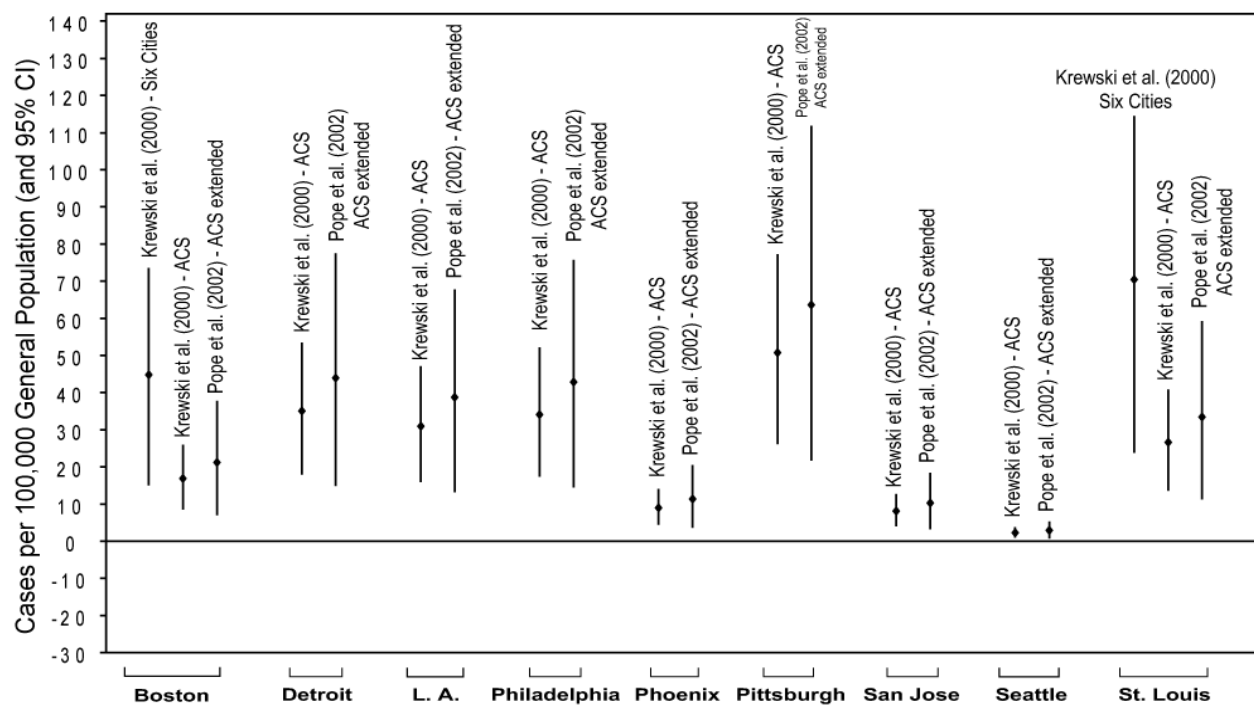 Cases per 100,000 General Population (and 95% CI)
140
130
120
110
100
90
80
70
60
50
40
30
20
10
0
-10
-20
-30
Krewski et al. (2000) - Six Cities
Krewski et al. (2000) - ACS
Pope et al. (2002) - ACS extended
Krewski et al. (2000) - ACS
Pope et al. (2002)
ACS extended
Krewski et al. (2000) - ACS
Pope et al. (2002) - ACS extended
Krewski et al. (2000) - ACS
Pope et al. (2002)
ACS extended
Krewski et al. (2000) - ACS
Pope et al. (2002) - ACS extended
Krewski et al. (2000) - ACS
Pope et al. (2002)
ACS extended
Krewski et al. (2000) - ACS
Pope et al. (2002) - ACS extended
Krewski et al. (2000) - ACS
Pope et al. (2002) - ACS extended
Krewski et al. (2000)
Six Cities
Krewski et al. (2000) - ACS
Pope et al. (2002)
ACS extended
Boston Detroit L. A. Philadelphia Phoenix Pittsburgh San Jose Seattle St. Louis